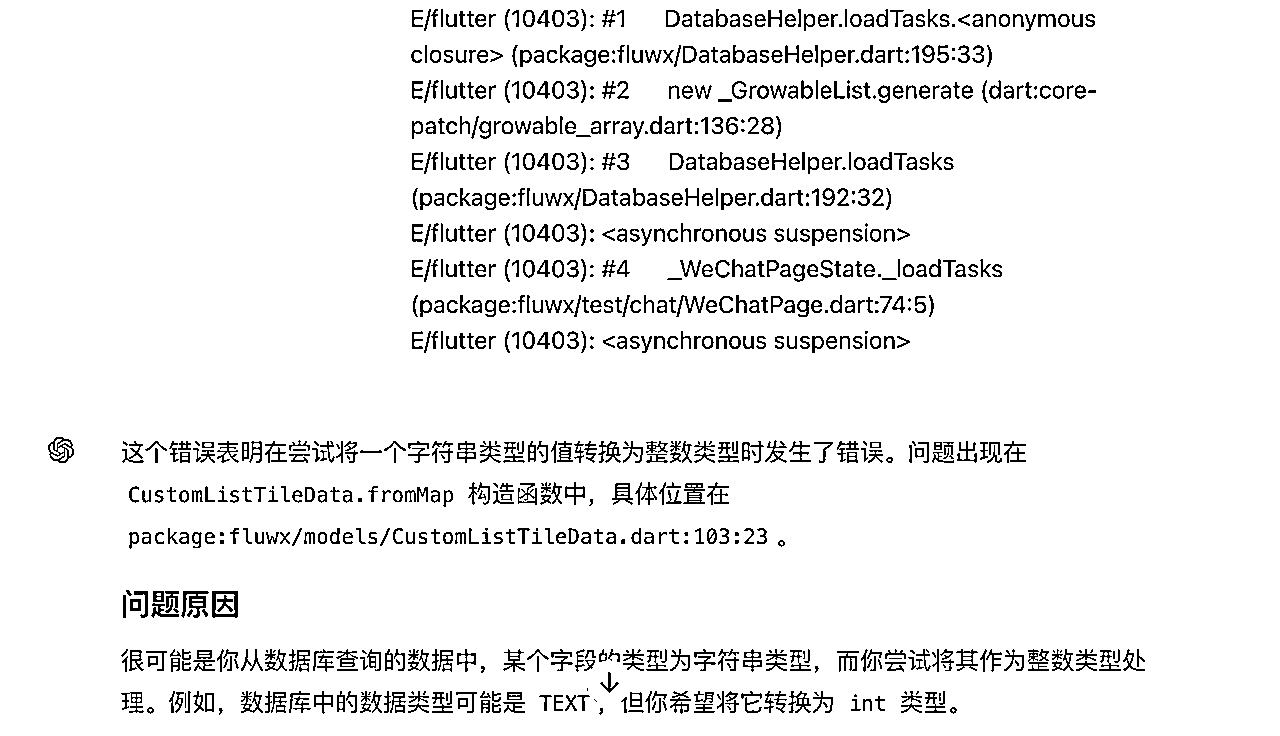 E/flutter (10403): #1      DatabaseHelper.loadTasks.<anonymous
closure> (package:fluwx/DatabaseHelper.dart:195:33)
E/flutter (10403): #2      new _GrowableList.generate (dart:core-
patch/growable_array.dart:136:28)
E/flutter (10403): #3      DatabaseHelper.loadTasks
(package:fluwx/DatabaseHelper.dart:192:32)
E/flutter (10403): <asynchronous suspension>
E/flutter (10403): #4      _WeChatPageState._loadTasks
(package:fluwx/test/chat/WeChatPage.dart:74:5)
E/flutter (10403): <asynchronous suspension>
这个错误表明在尝试将一个字符串类型的值转换为整数类型时发生了错误。问题出现在
CustomListTileData.fromMap 构造函数中，具体位置在
package:fluwx/models/CustomListTileData.dart:103:23 。
问题原因
很可能是你从数据库查询的数据中，某个字段的类型为字符串类型，而你尝试将其作为整数类型处
理。例如，数据库中的数据类型可能是 TEXT，但你希望将它转换为 int 类型。